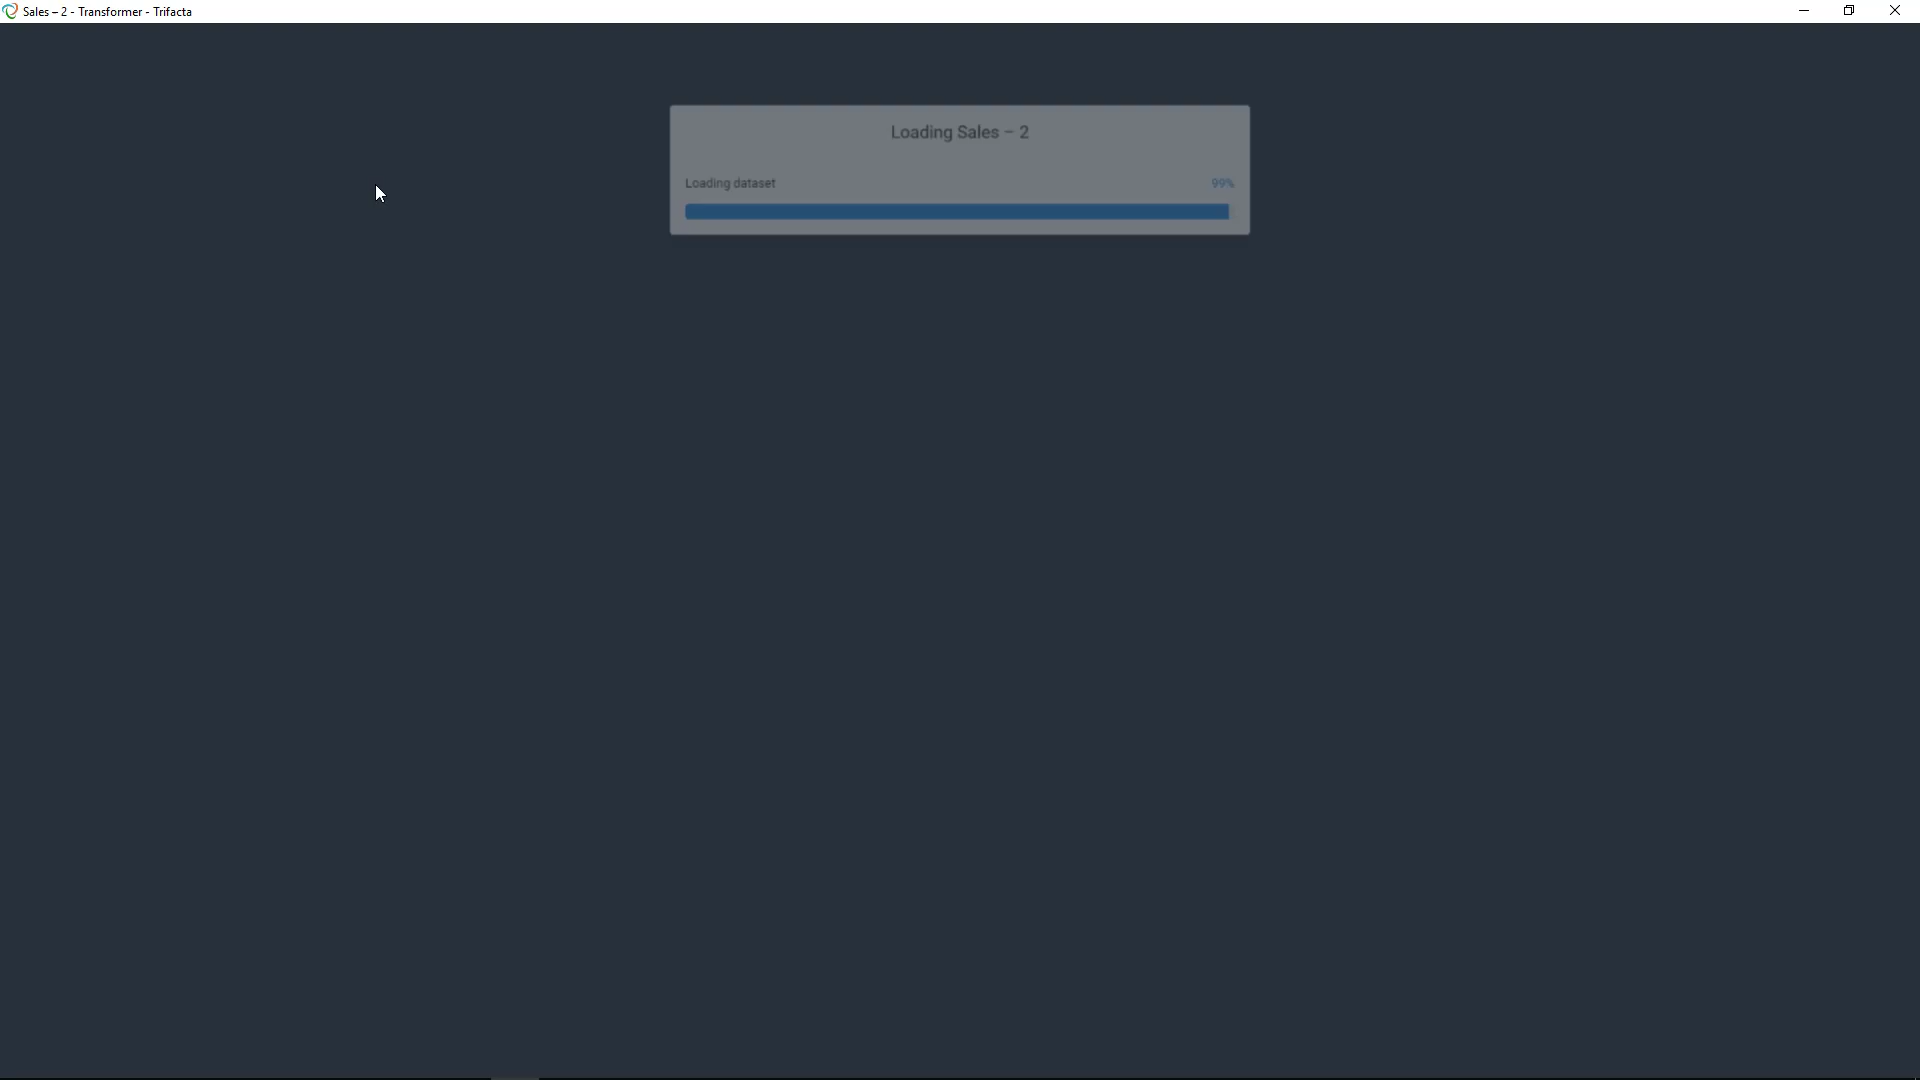 Sales – 2 - Transformer - Trifacta
Loading Sales – 2
Loading dataset 99%